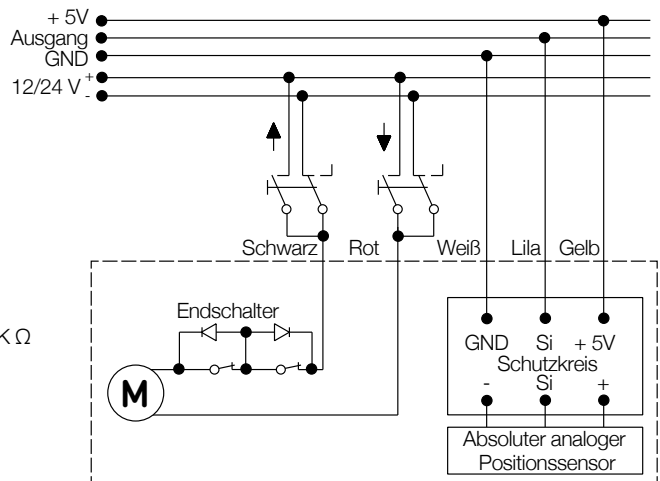 + 5V
Ausgang
GND
12/24 V +
-
Schwarz Rot Weiß Lila Gelb
Endschalter
K Ω
M
GND Si + 5V
Schutzkreis
- Si +
Absoluter analoger
Positionssensor